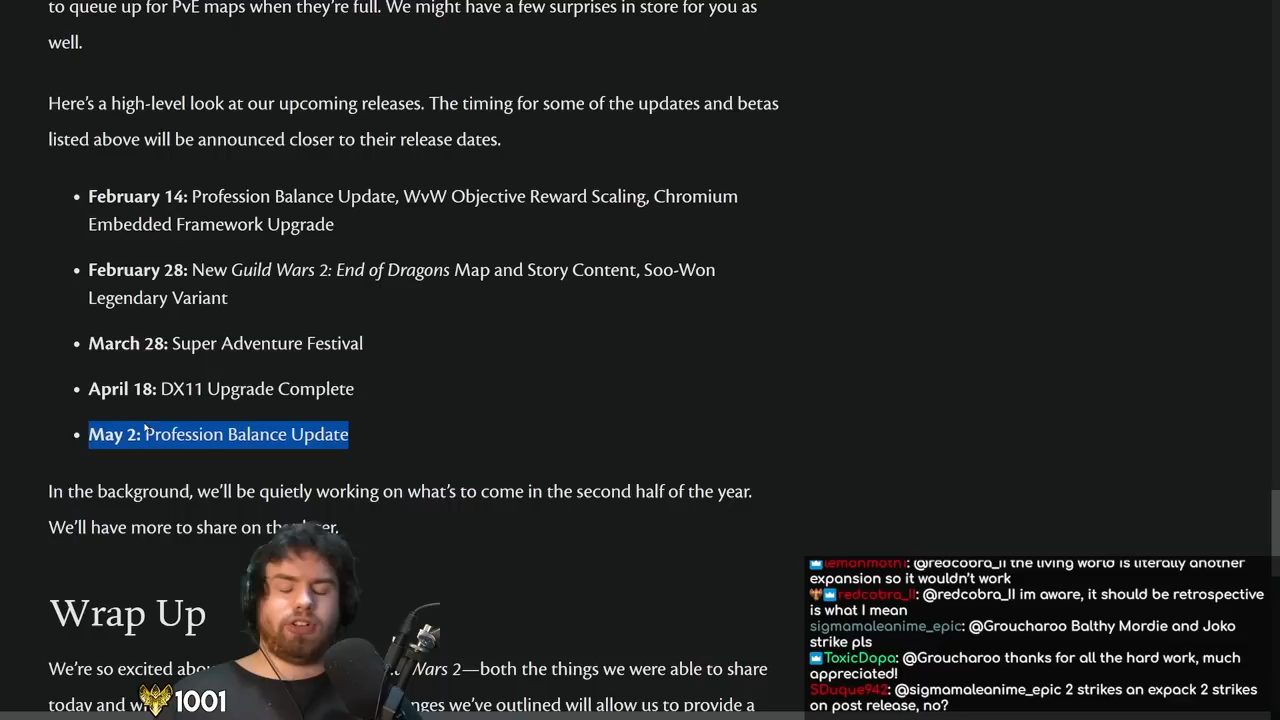 to queue up for PvE maps when they're full. We might have a few surprises in store for you as
well.
Here's a high-level look at our upcoming releases. The timing for some of the updates and betas
listed above will be announced closer to their release dates.
• February 14: Profession Balance Update, WvW Objective Reward Scaling, Chromium
Embedded Framework Upgrade
• February 28: New Guild Wars 2: End of Dragons Map and Story Content, Soo-Won
Legendary Variant
• March 28: Super Adventure Festival
• April 18: DX11 Upgrade Complete
• May 2: Profession Balance Update
In the background, we'll be quietly working on what's to come in the second half of the year.
We'll have more to share on
Wrap Up
We're so excited Wars 2—both the things we were able to share
today and we've outlined will allow us to provide a
1001
lemonmoth1: @redcobra_II the living world is literally another
expansion so it wouldn't work
redcobra_II: @redcobra_II im aware, it should be retrospective
is what I mean
sigmamaleanime_epic: @Groucharoo Balthy Mordie and Joko
strike pls
ToxicDopa: @Groucharoo thanks for all the hard work, much
appreciated!
SDuque942: @sigmamaleanime_epic 2 strikes an expack 2 strikes
on post release, no?